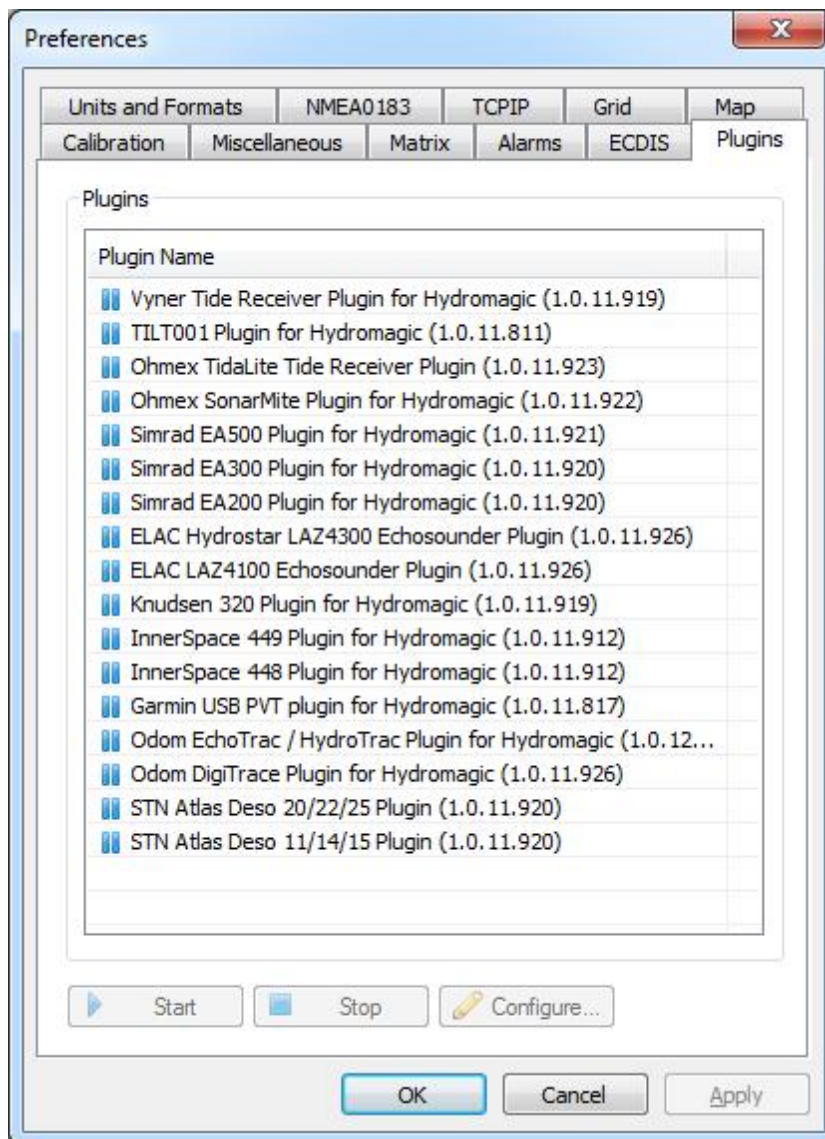 Preferences
Units and Formats NMEA0183 TCPIP Grid Map
Calibration Miscellaneous Matrix Alarms ECDIS Plugins
Plugins
Plugin Name
Vyner Tide Receiver Plugin for Hydromagic (1.0.11.919)
TILT001 Plugin for Hydromagic (1.0.11.811)
Ohmex TidaLite Tide Receiver Plugin (1.0.11.923)
Ohmex SonarMite Plugin for Hydromagic (1.0.11.922)
Simrad EA500 Plugin for Hydromagic (1.0.11.921)
Simrad EA300 Plugin for Hydromagic (1.0.11.920)
Simrad EA200 Plugin for Hydromagic (1.0.11.920)
ELAC Hydrostar LAZ4300 Echosounder Plugin (1.0.11.926)
ELAC LAZ4100 Echosounder Plugin (1.0.11.926)
Knudsen 320 Plugin for Hydromagic (1.0.11.919)
InnerSpace 449 Plugin for Hydromagic (1.0.11.912)
InnerSpace 448 Plugin for Hydromagic (1.0.11.912)
Garmin USB PVT plugin for Hydromagic (1.0.11.817)
Odom EchoTrac / HydroTrac Plugin for Hydromagic (1.0.12...
Odom DigiTrace Plugin for Hydromagic (1.0.11.926)
STN Atlas Deso 20/22/25 Plugin (1.0.11.920)
STN Atlas Deso 11/14/15 Plugin (1.0.11.920)
Start Stop Configure...
OK Cancel Apply